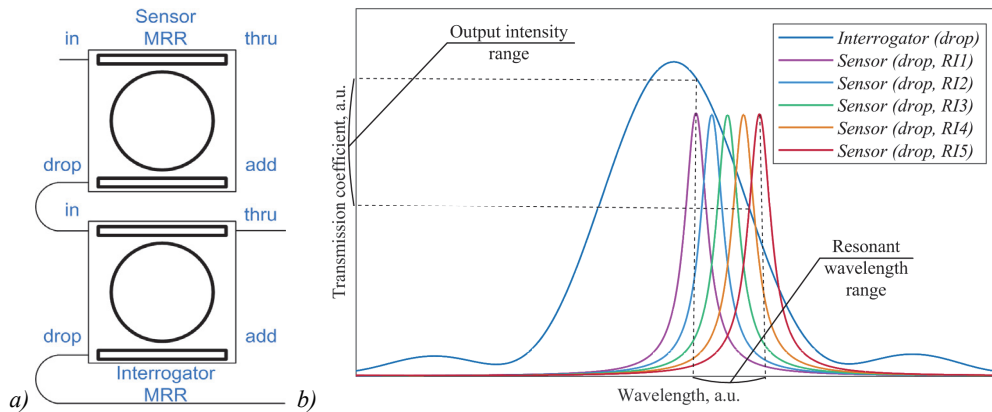 a)
Sensor
MRR
in
thru
drop
add
in
thru
drop
add
Interrogator
MRR
b)
Output intensity
range
Transmission coefficient, a.u.
Interrogator (drop)
Sensor (drop, RI1)
Sensor (drop, RI2)
Sensor (drop, RI3)
Sensor (drop, RI4)
Sensor (drop, RI5)
Resonant
wavelength
range
Wavelength, a.u.